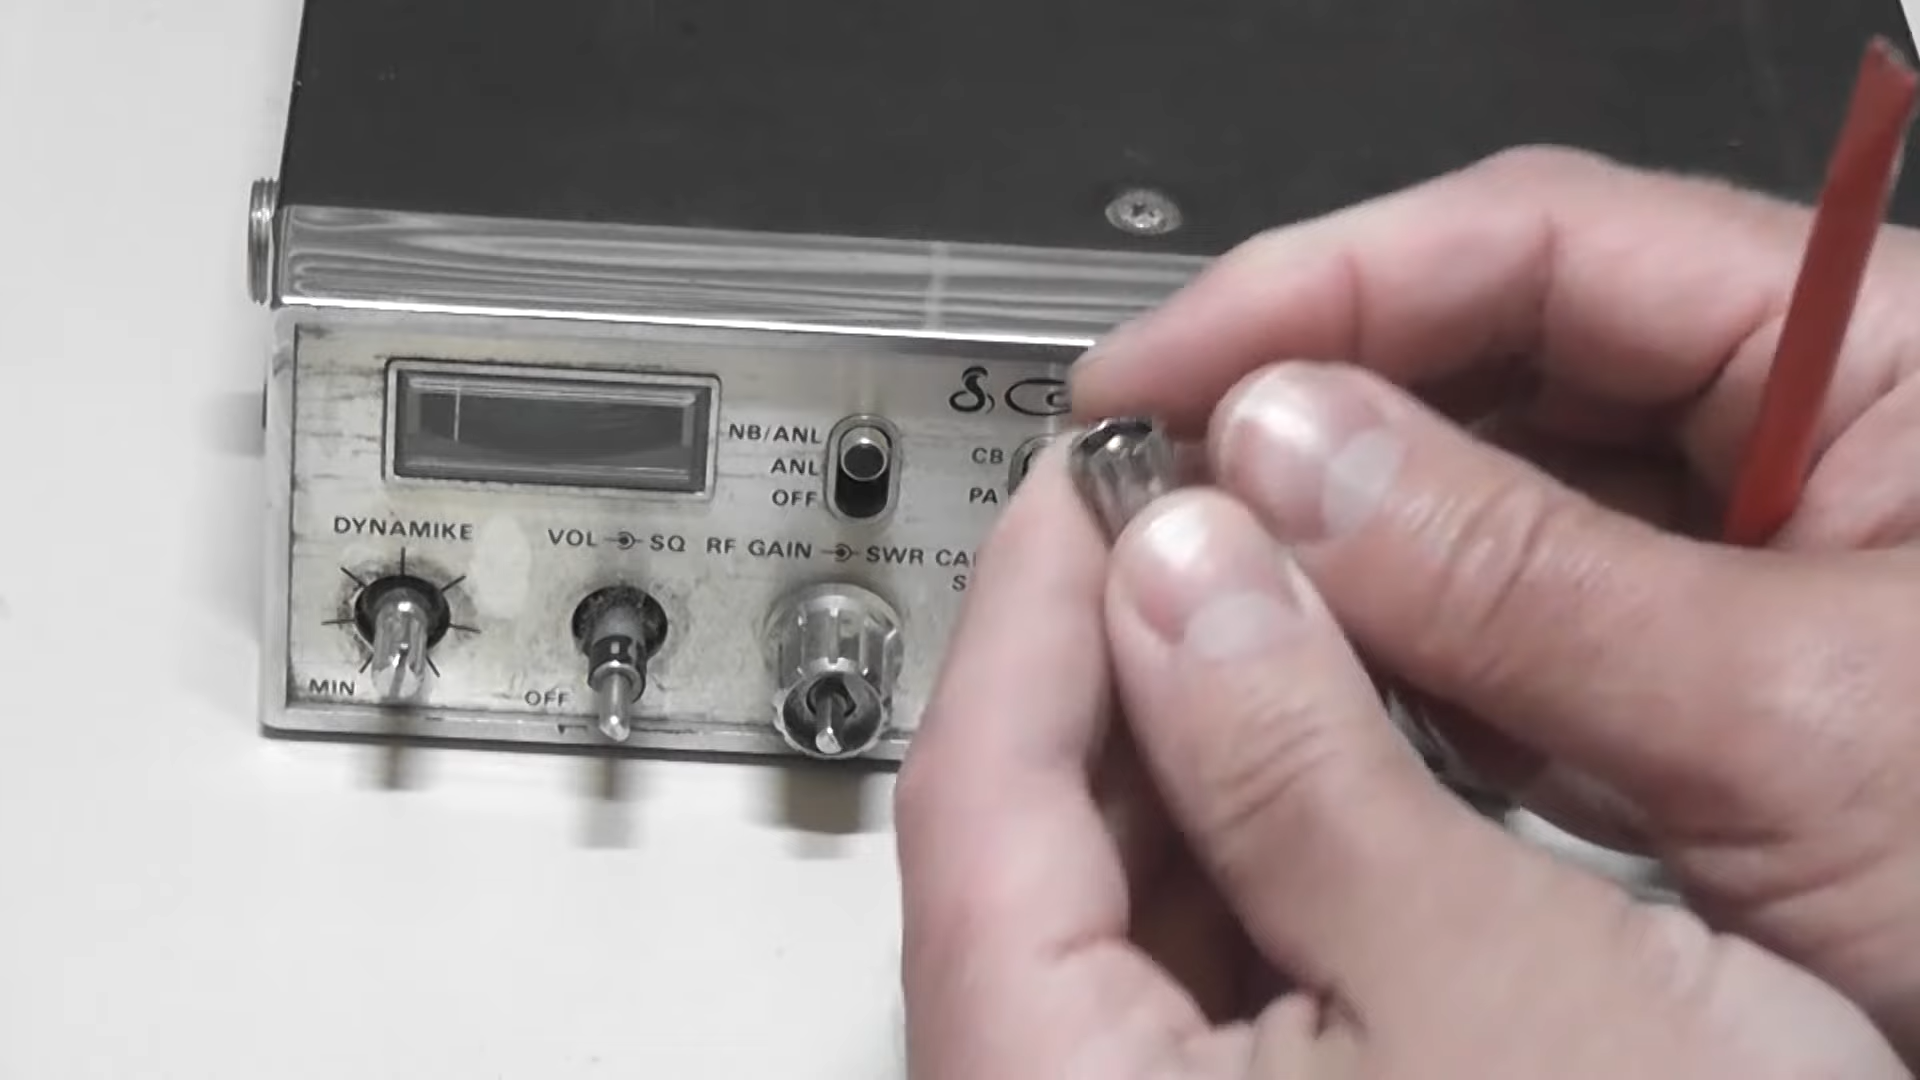 NB/ANL
ANL
OFF
CB
PA
DYNAMIKE
VOL SQ RF GAIN SWR
MIN
OFF